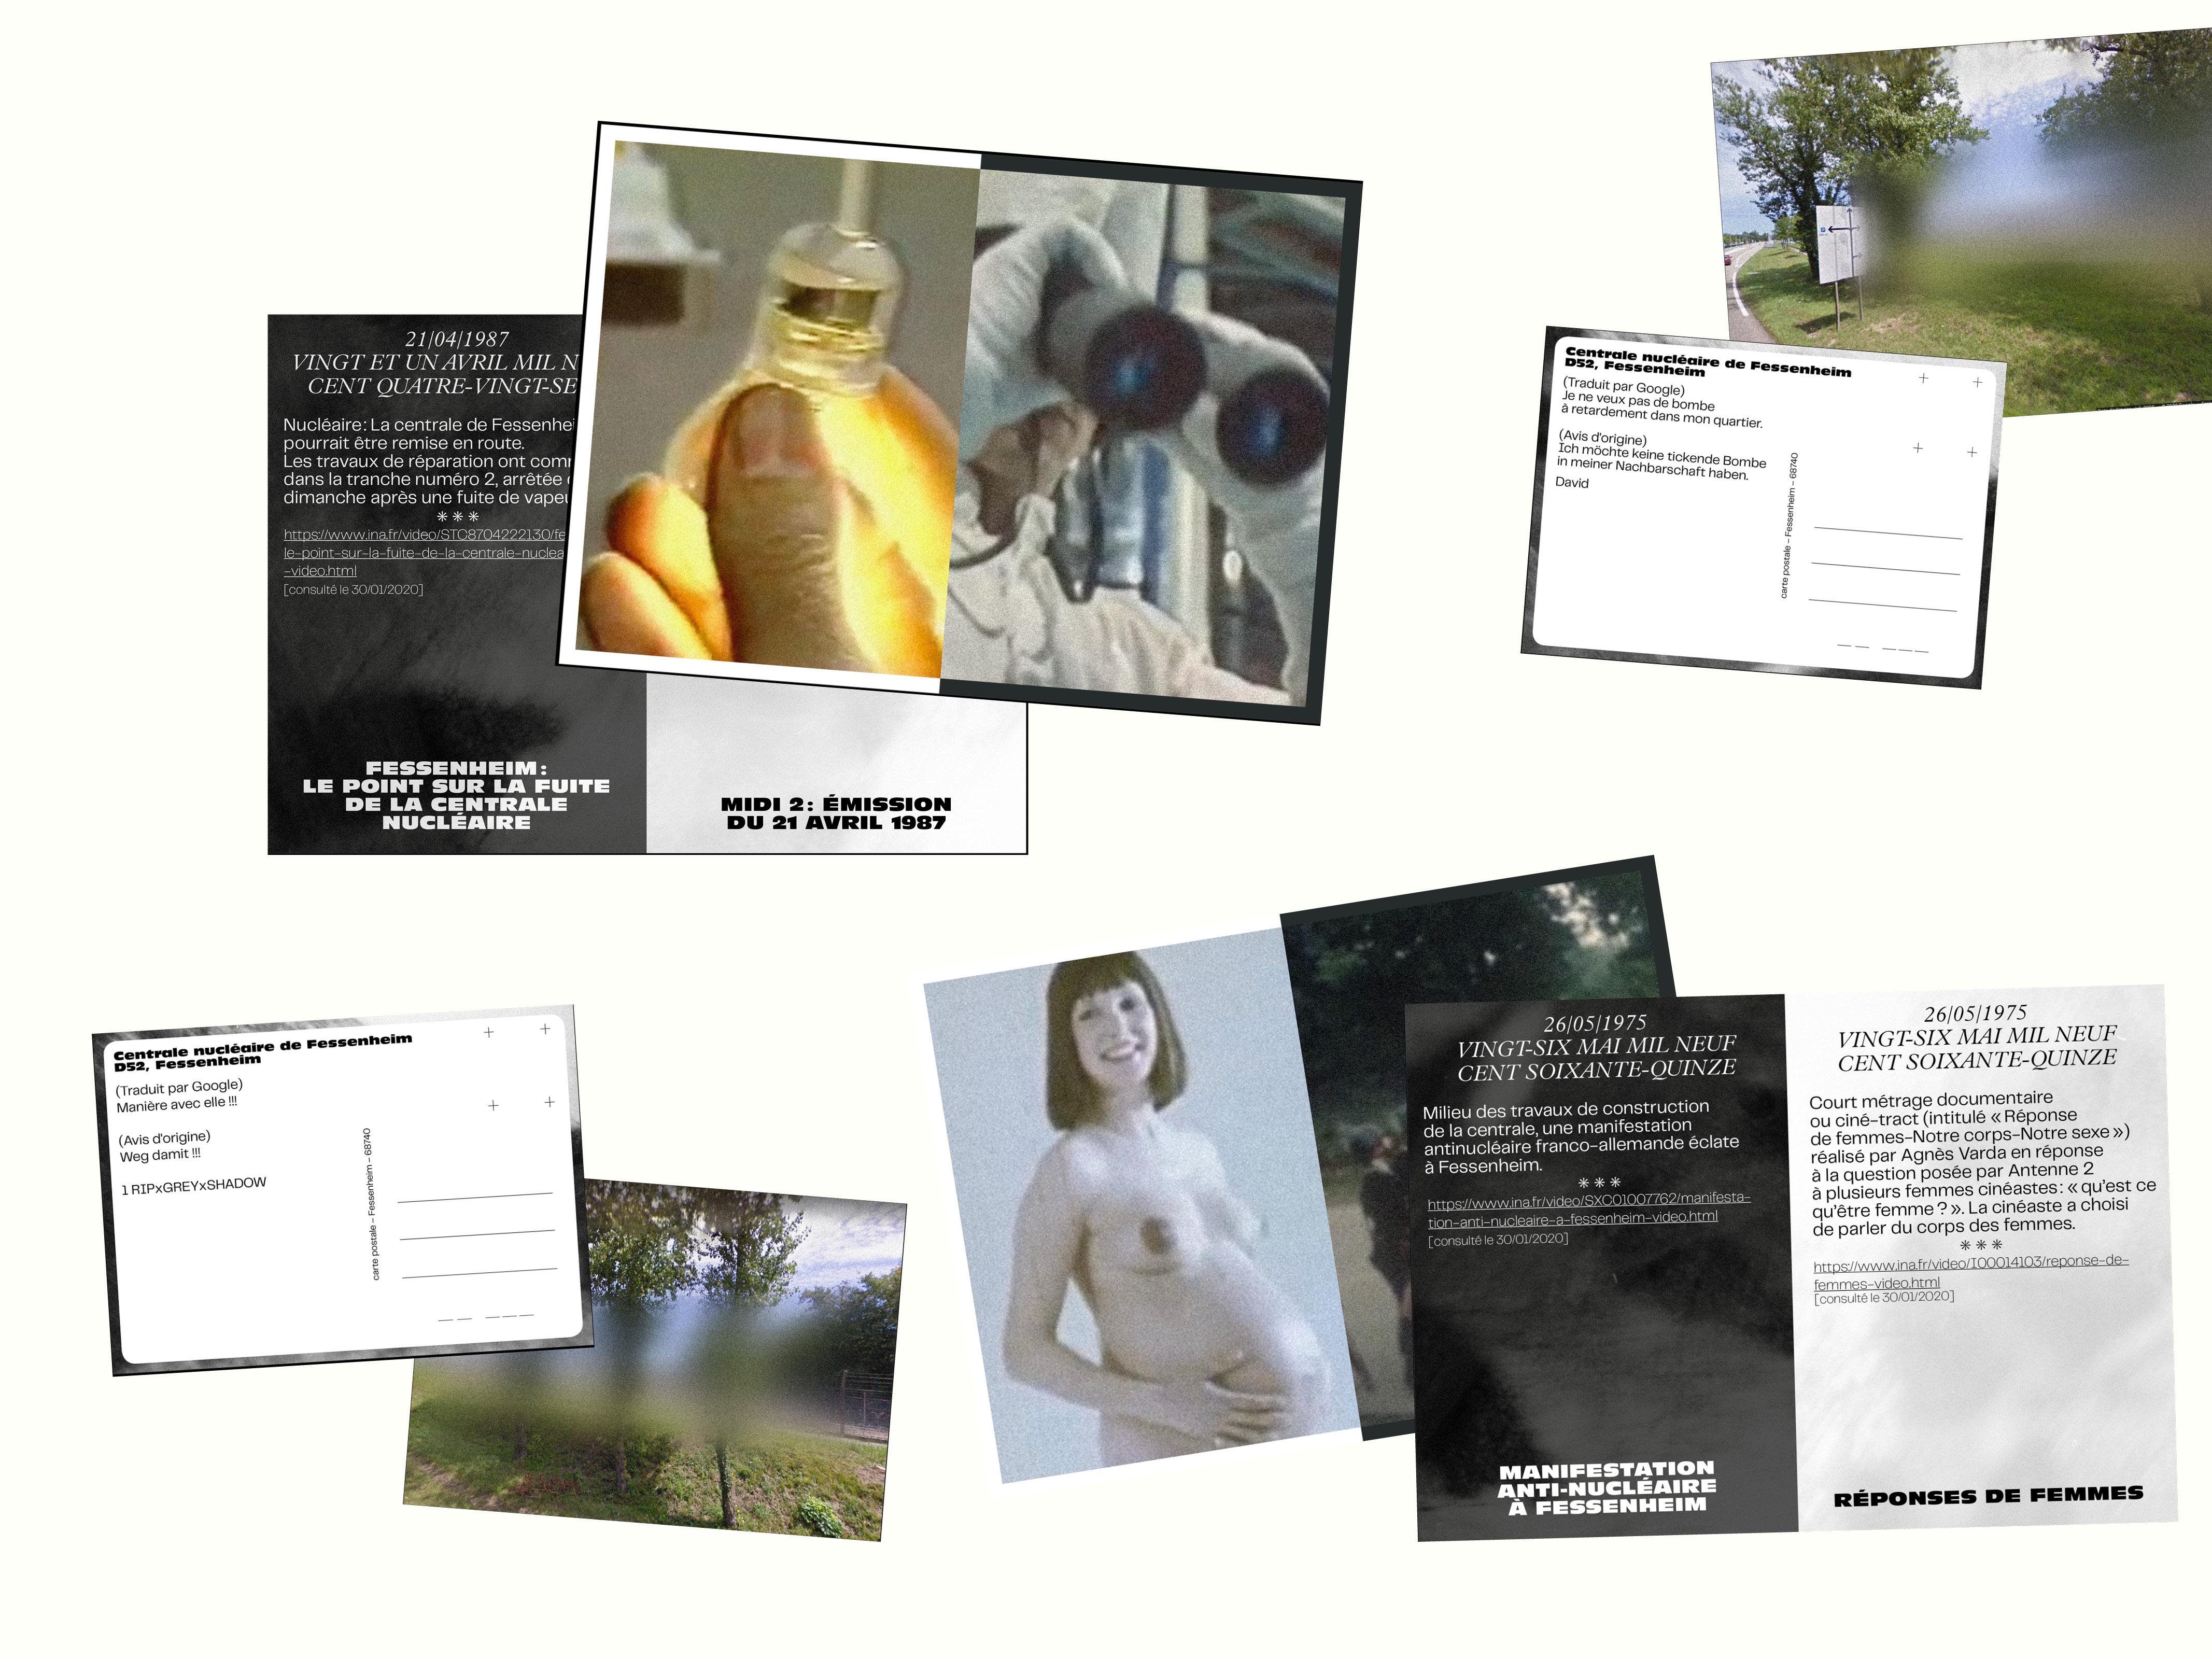 21/04/1987
VINGT ET UN AVRIL MIL N
CENT QUATRE-VINGT-SE
Nucléaire: La centrale de Fessenhei
pourrait être remise en route.
Les travaux de réparation ont com
dans la tranche numéro 2, arrêtée
dimanche après une fuite de vapeu
***
https://www.ina.fr/video/STC8704222130/fe
le-point-sur-la-fuite-de-la-centrale-nuclea
-video.html
[consulté le 30/01/2020]
FESSENHEIM:
LE POINT SUR LA FUITE
DE LA CENTRALE
NUCLÉAIRE
MIDI 2: ÉMISSION
DU 21 AVRIL 1987
Centrale nucléaire de Fessenheim
D52, Fessenheim
(Traduit par Google)
Je ne veux pas de bombe
à retardement dans mon quartier.
(Avis d'origine)
Ich möchte keine tickende Bombe
in meiner Nachbarschaft haben.
David
carte postale – Fessenheim – 68740
Centrale nucléaire de Fessenheim
D52, Fessenheim
(Traduit par Google)
Manière avec elle !!!
(Avis d'origine)
Weg damit !!!
1 RIPxGREYxSHADOW
carte postale – Fessenheim – 68740
26/05/1975
VINGT-SIX MAI MIL NEUF
CENT SOIXANTE-QUINZE
Milieu des travaux de construction
de la centrale, une manifestation
antinucléaire franco-allemande éclate
à Fessenheim.
***
https://www.ina.fr/video/SXC01007762/manifesta-
tion-anti-nucleaire-a-fessenheim-video.html
[consulté le 30/01/2020]
MANIFESTATION
ANTI-NUCLÉAIRE
À FESSENHEIM
26/05/1975
VINGT-SIX MAI MIL NEUF
CENT SOIXANTE-QUINZE
Court métrage documentaire
ou ciné-tract (intitulé « Réponse
de femmes-Notre corps-Notre sexe »)
réalisé par Agnès Varda en réponse
à la question posée par Antenne 2
à plusieurs femmes cinéastes: « qu'est ce
qu'être femme ? ». La cinéaste a choisi
de parler du corps des femmes.
***
https://www.ina.fr/video/I00014103/reponse-de-
femmes-video.html
[consulté le 30/01/2020]
RÉPONSES DE FEMMES